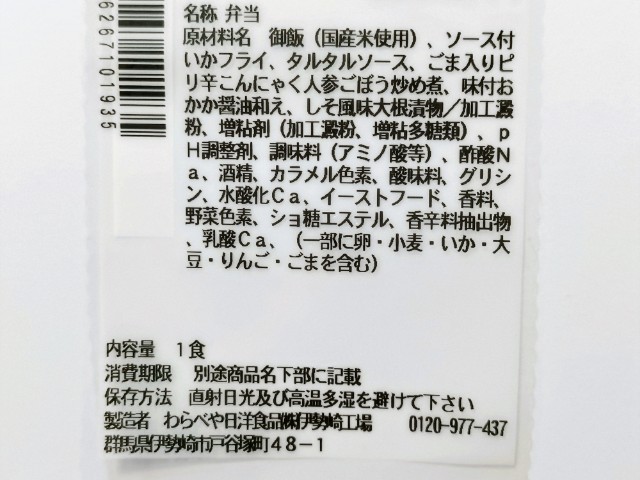 名称 弁当
原材料名 御飯（国産米使用）、ソース付
いかフライ、タルタルソース、ごま入りピ
リ辛こんにゃく人参ごぼう炒め煮、味付お
かか醤油和え、しそ風味大根漬物／加工澱
粉、増粘剤（加工澱粉、増粘多糖類）、ｐ
Ｈ調整剤、調味料（アミノ酸等）、酢酸Ｎ
ａ、酒精、カラメル色素、酸味料、グリシ
ン、水酸化Ｃａ、イーストフード、香料、
野菜色素、ショ糖エステル、香辛料抽出物
、乳酸Ｃａ、（一部に卵・小麦・いか・大
豆・りんご・ごまを含む）
内容量 １食
消費期限 別途商品名下部に記載
保存方法 直射日光及び高温多湿を避けて下さい
製造者 わらべや日洋食品㈱伊勢崎工場 0120-977-437
群馬県伊勢崎市戸谷塚町４８－１
6267101935